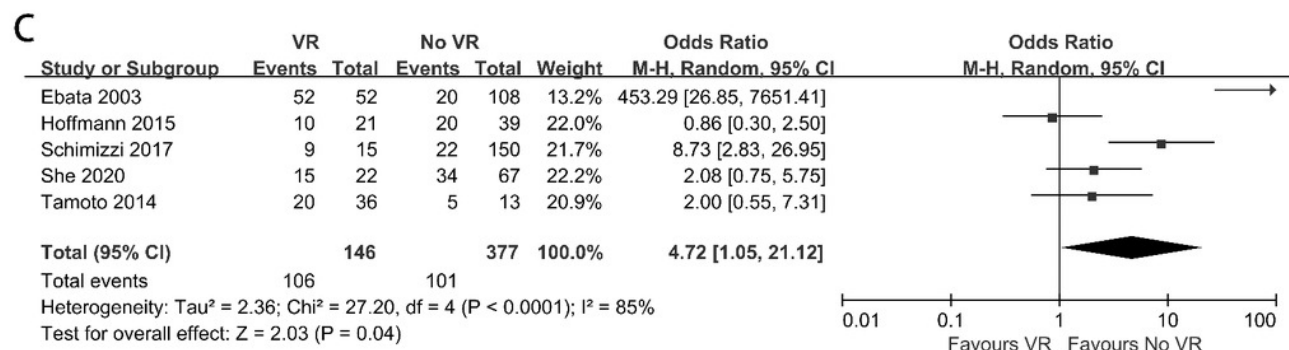 C
VR No VR Odds Ratio Odds Ratio
Study or Subgroup Events Total Events Total Weight M-H, Random, 95% CI M-H, Random, 95% CI
Ebata 2003 52 52 20 108 13.2% 453.29 [26.85, 7651.41]
Hoffmann 2015 10 21 20 39 22.0% 0.86 [0.30, 2.50]
Schimizzi 2017 9 15 22 150 21.7% 8.73 [2.83, 26.95]
She 2020 15 22 34 67 22.2% 2.08 [0.75, 5.75]
Tamoto 2014 20 36 5 13 20.9% 2.00 [0.55, 7.31]
Total (95% CI) 146 377 100.0% 4.72 [1.05, 21.12]
Total events 106 101
Heterogeneity: Tau² = 2.36; Chi² = 27.20, df = 4 (P < 0.0001); I² = 85%
Test for overall effect: Z = 2.03 (P = 0.04)
0.01 0.1 1 10 100
Favours VR Favours No VR